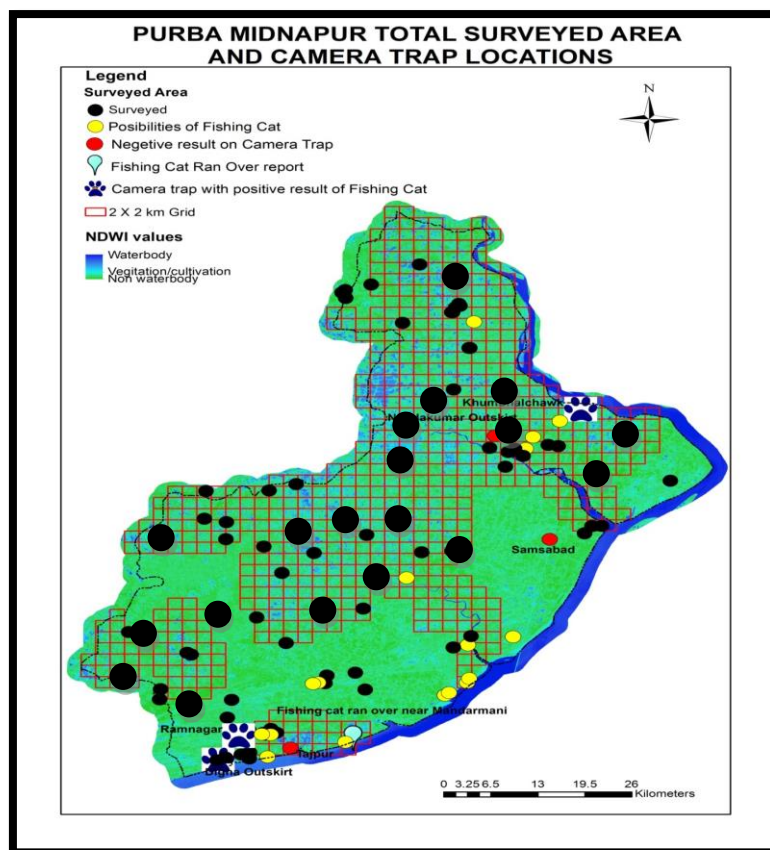 PURBA MIDNAPUR TOTAL SURVEYED AREA
AND CAMERA TRAP LOCATIONS
Legend
Surveyed Area
Surveyed
Posibilities of Fishing Cat
Negetive result on Camera Trap
Fishing Cat Ran Over report
Camera trap with positive result of Fishing Cat
2 X 2 km Grid
NDWI values
Waterbody
Vegitation/cultivation
Non waterbody
N
Outskirt
Samsabad
Fishing cat ran over near Mandarmani
Ramnagar
Tajpur
Digha Outskirt
0 3.25 6.5 13 19.5 26
Kilometers